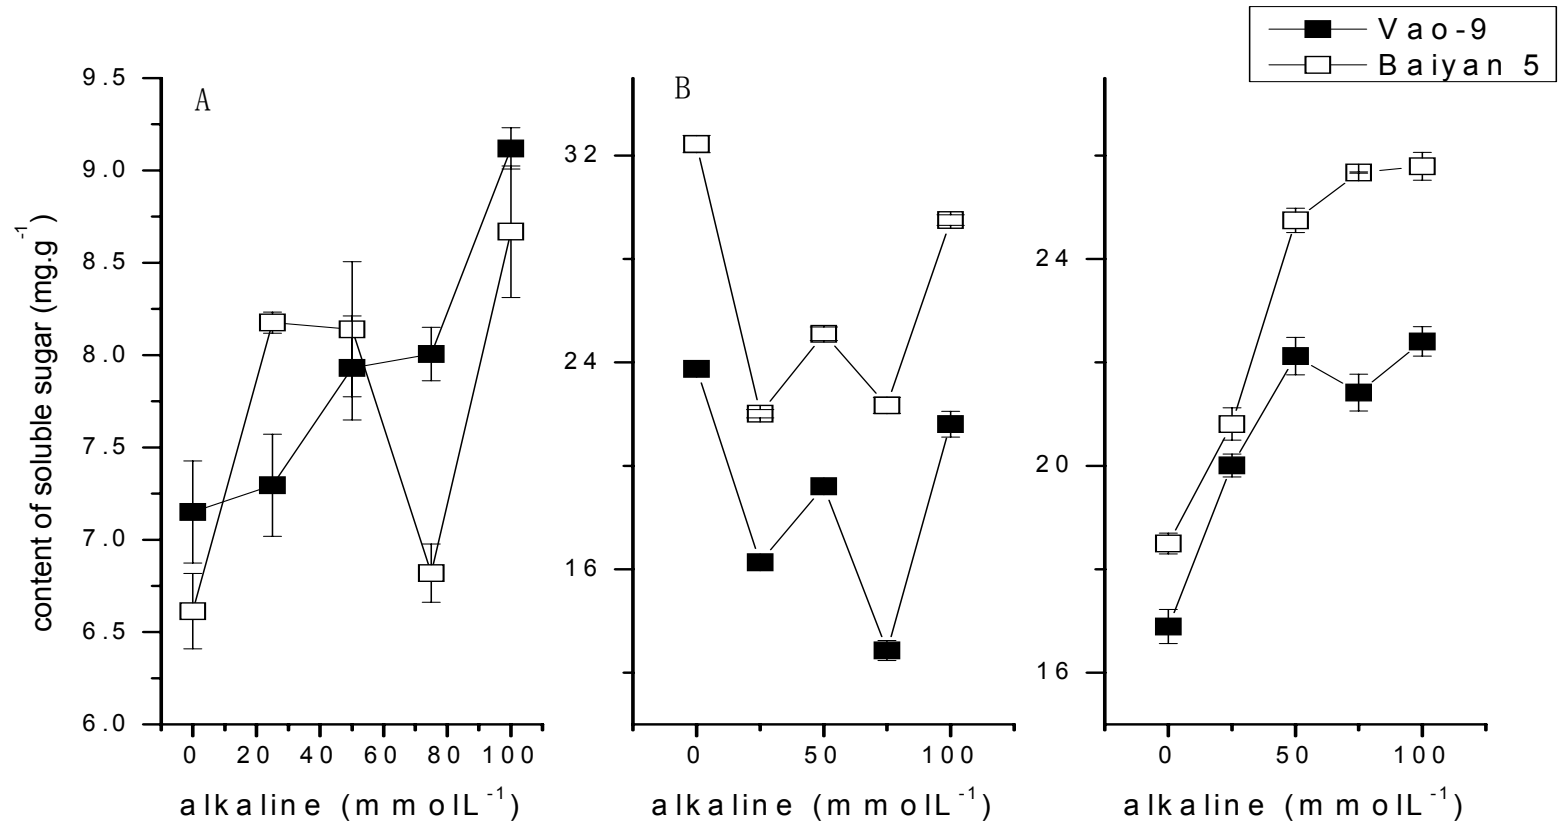 Vao-9
Baiyan 5
A
B
content of soluble sugar (mg.g-1)
9.5
9.0
8.5
8.0
7.5
7.0
6.5
6.0
0 20 40 60 80 100
alkaline (mmolL-1)
32
24
16
0 50 100
alkaline (mmolL-1)
24
20
16
0 50 100
alkaline (mmolL-1)